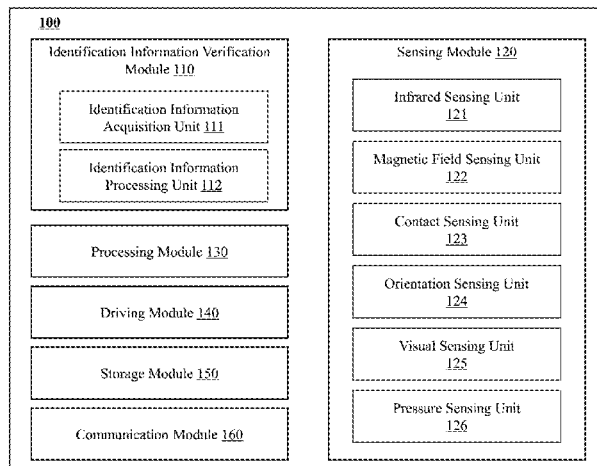 100
Identification Information Verification
Module 110
Identification Information
Acquisition Unit 111
Identification Information
Processing Unit 112
Processing Module 130
Driving Module 140
Storage Module 150
Communication Module 160
Sensing Module 120
Infrared Sensing Unit
121
Magnetic Field Sensing Unit
122
Contact Sensing Unit
123
Orientation Sensing Unit
124
Visual Sensing Unit
125
Pressure Sensing Unit
126